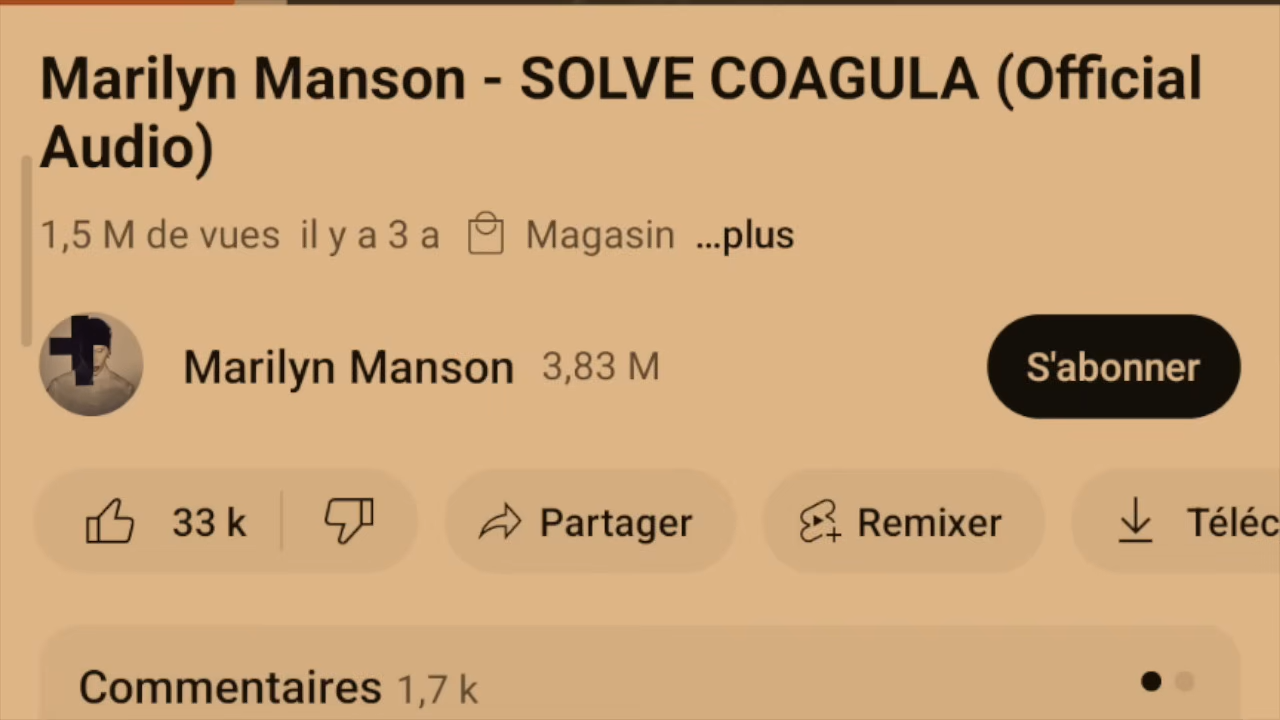 Marilyn Manson - SOLVE COAGULA (Official
Audio)
1,5 M de vues il y a 3 a Magasin ...plus
Marilyn Manson 3,83 M S'abonner
33 k Partager Remixer Téléc
Commentaires 1,7 k